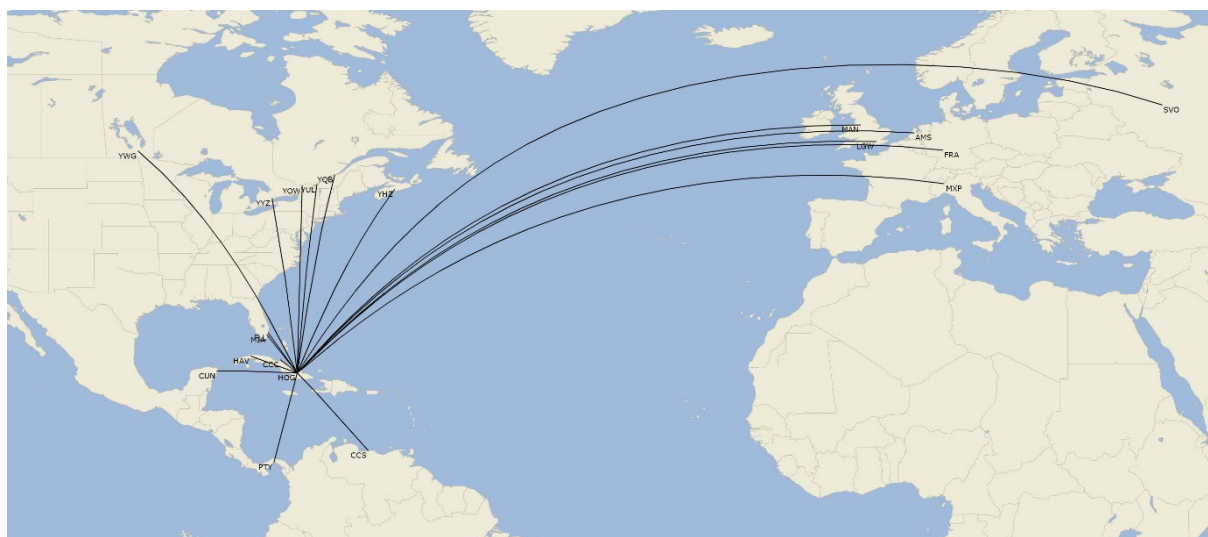 SVO
MAN
AMS
LGW
FRA
YWG
YQB
YOW
YUL
YHZ
MXP
YYZ
MIA
HAV
CCC
CUN
HOG
CCS
PTY